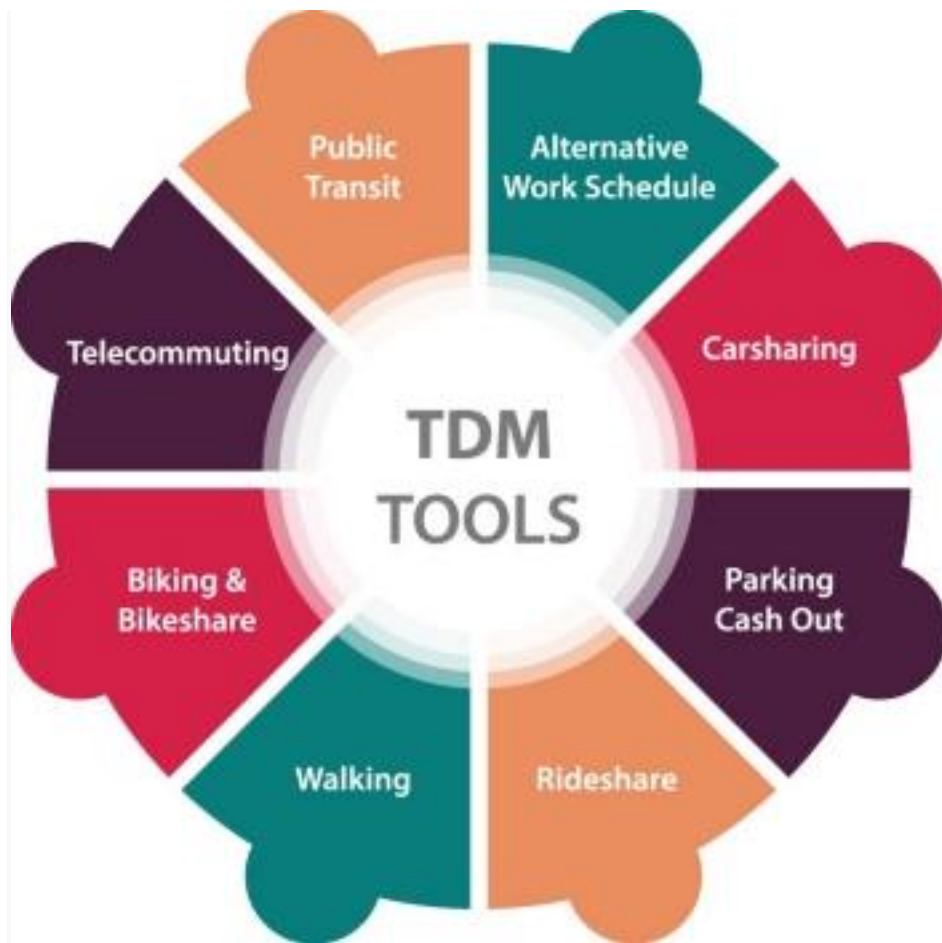 Public
Transit
Alternative
Work Schedule
Telecommuting
Carsharing
TDM
TOOLS
Biking &
Bikeshare
Parking
Cash Out
Walking
Rideshare